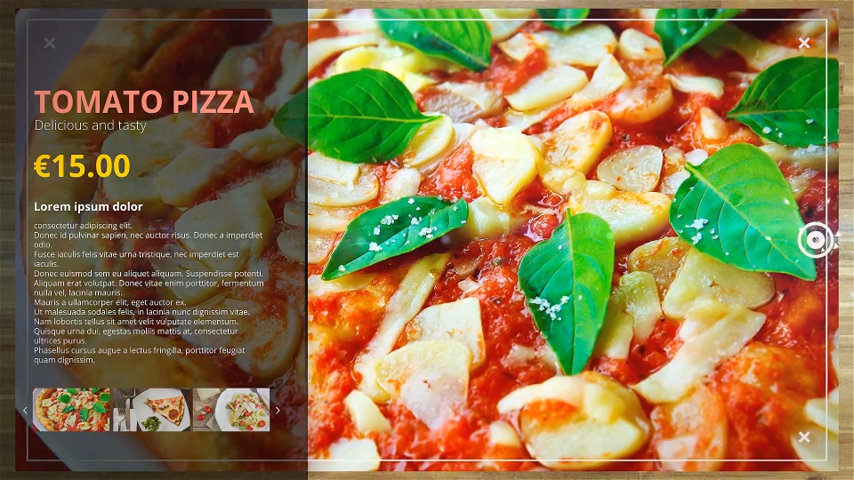 TOMATO PIZZA
Delicious and tasty
€15.00
Lorem ipsum dolor
consectetur adipiscing elit.
Donec id pulvinar sapien, nec auctor risus. Donec a imperdiet
odio.
Fusce iaculis felis vitae urna tristique, nec imperdiet est
iaculis.
Donec euismod sem eu aliquet aliquam. Suspendisse potenti.
Aliquam erat volutpat. Donec vitae enim porttitor, fermentum
nulla vel, lacinia mauris.
Mauris a ullamcorper elit, eget auctor ex.
Ut malesuada sodales felis, in lacinia nunc dignissim vitae.
Nam lobortis tellus sit amet velit vulputate elementum.
Quisque urna dui, egestas mollis mattis at, consectetur
ultrices purus.
Phasellus cursus augue a lectus fringilla, porttitor feugiat
quam dignissim.